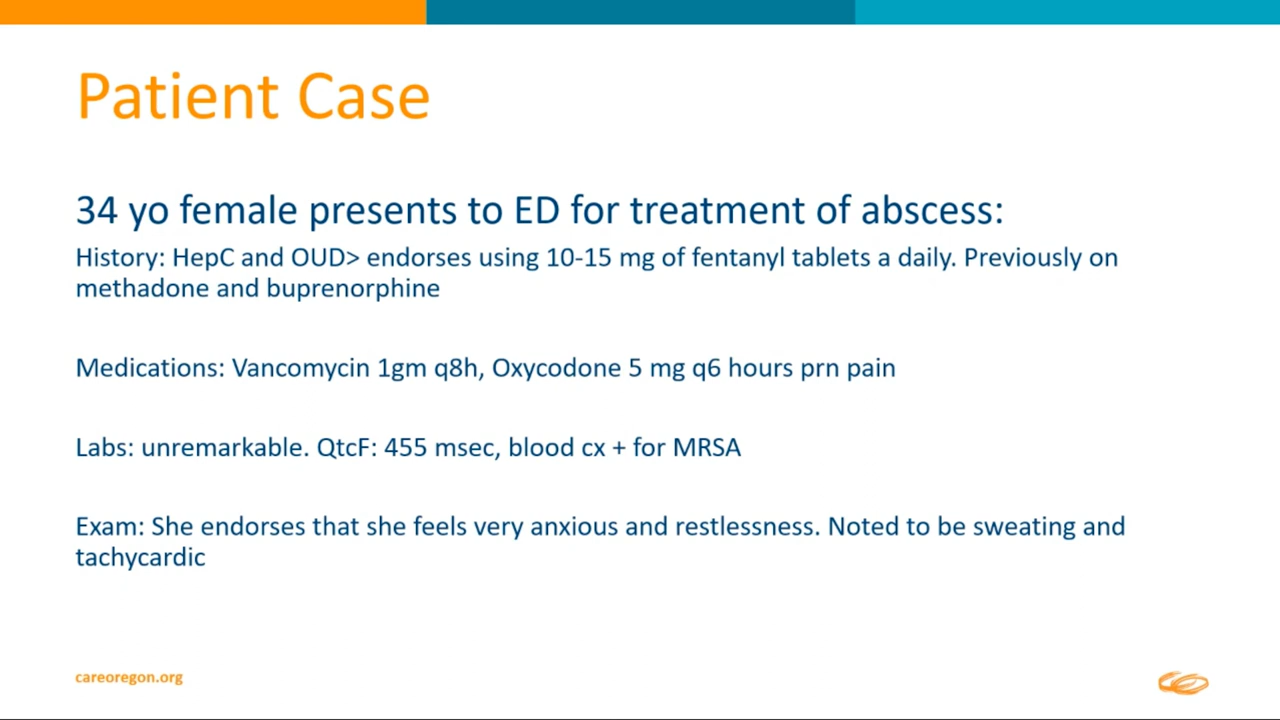 Patient Case
34 yo female presents to ED for treatment of abscess:
History: HepC and OUD> endorses using 10-15 mg of fentanyl tablets a daily. Previously on
methadone and buprenorphine
Medications: Vancomycin 1gm q8h, Oxycodone 5 mg q6 hours prn pain
Labs: unremarkable. QtcF: 455 msec, blood cx + for MRSA
Exam: She endorses that she feels very anxious and restlessness. Noted to be sweating and
tachycardic
careoregon.org